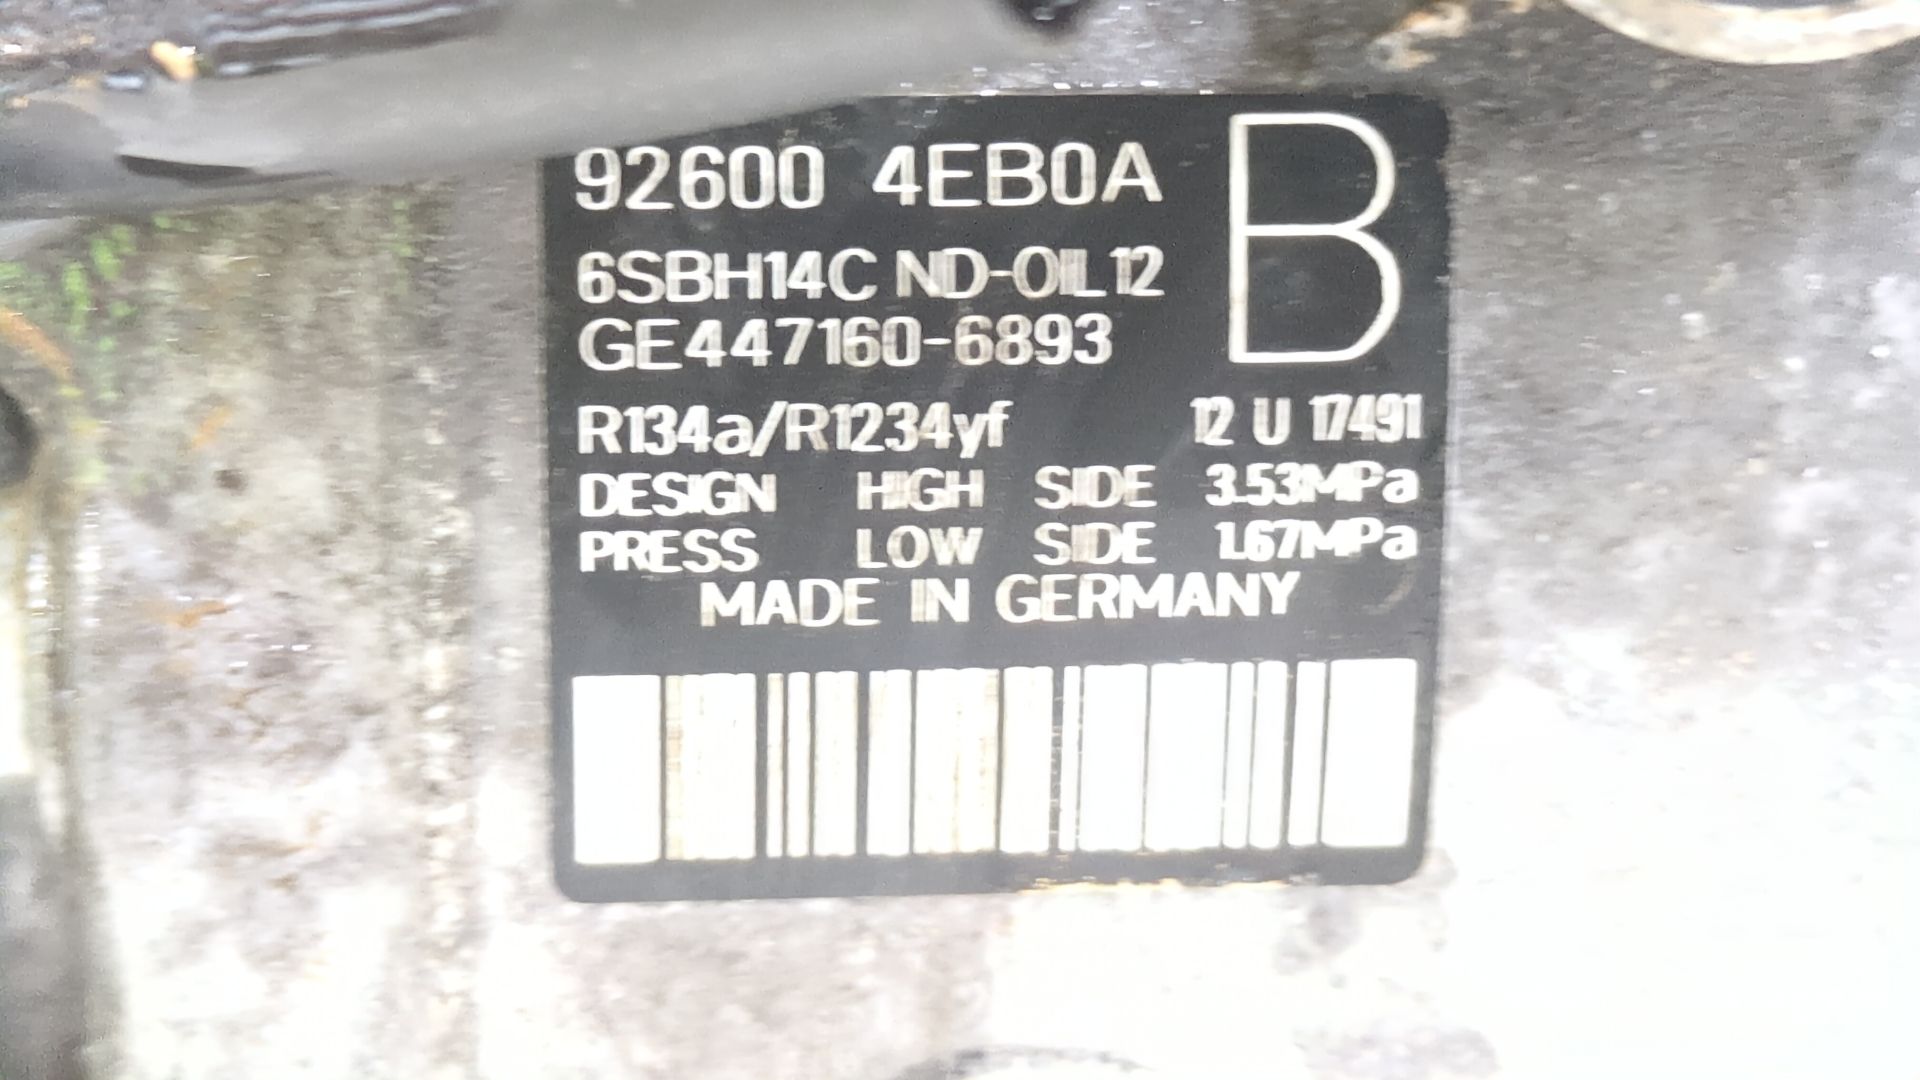 92600 4EB0A B
6SBH14C ND-OIL12
GE447160-6893
R134a/R1234yf 12 U 17491
DESIGN HIGH SIDE 3.53MPa
PRESS LOW SIDE 1.67MPa
MADE IN GERMANY